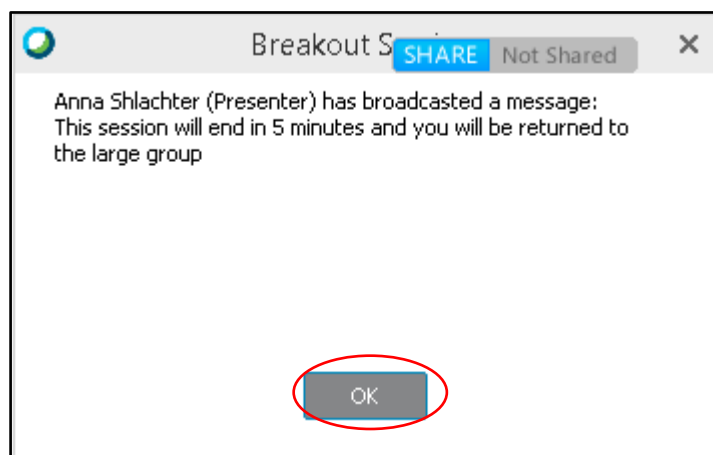 Breakout S
SHARE Not Shared
Anna Shlachter (Presenter) has broadcasted a message:
This session will end in 5 minutes and you will be returned to
the large group
OK